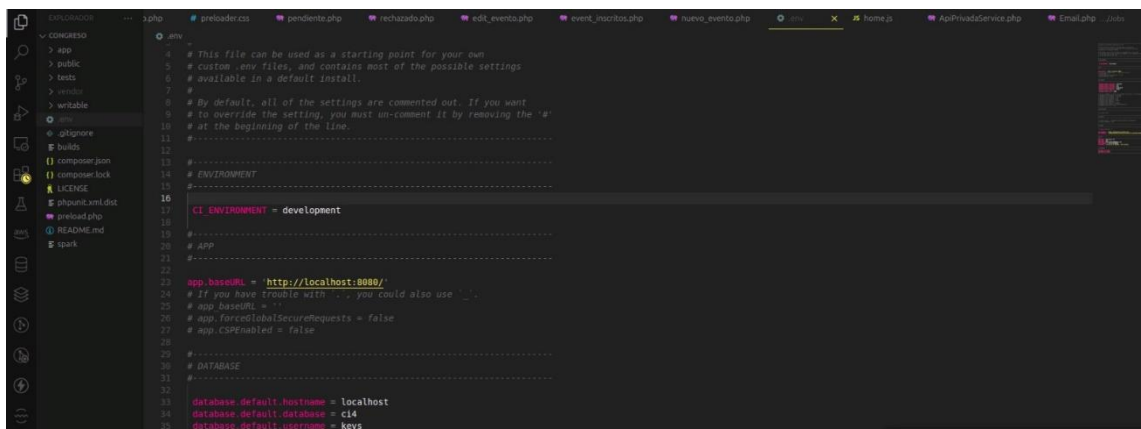 EXPLORADOR ...
o.php
preloader.css
pendiente.php
rechazado.php
edit_evento.php
event_inscritos.php
nuevo_evento.php
.env
JS home.js
ApiPrivadaService.php
Email.php .../Jobs
CONGRESO
> app
> public
> tests
> vendor
> writable
.env
.gitignore
builds
{} composer.json
{} composer.lock
LICENSE
phpunit.xml.dist
preload.php
README.md
spark
aws
.env
4 # This file can be used as a starting point for your own
5 # custom .env files, and contains most of the possible settings
6 # available in a default install.
7 #
8 # By default, all of the settings are commented out. If you want
9 # to override the setting, you must un-comment it by removing the '#'
10 # at the beginning of the line.
11 #--------------------------------------------------------------------
12
13 #--------------------------------------------------------------------
14 # ENVIRONMENT
15 #--------------------------------------------------------------------
16
17 CI_ENVIRONMENT = development
18
19 #--------------------------------------------------------------------
20 # APP
21 #--------------------------------------------------------------------
22
23 app.baseURL = 'http://localhost:8080/'
24 # If you have trouble with `.`, you could also use `_`.
25 # app_baseURL = ''
26 # app.forceGlobalSecureRequests = false
27 # app.CSPEnabled = false
28
29 #--------------------------------------------------------------------
30 # DATABASE
31 #--------------------------------------------------------------------
32
33 database.default.hostname = localhost
34 database.default.database = ci4
35 database.default.username = keys